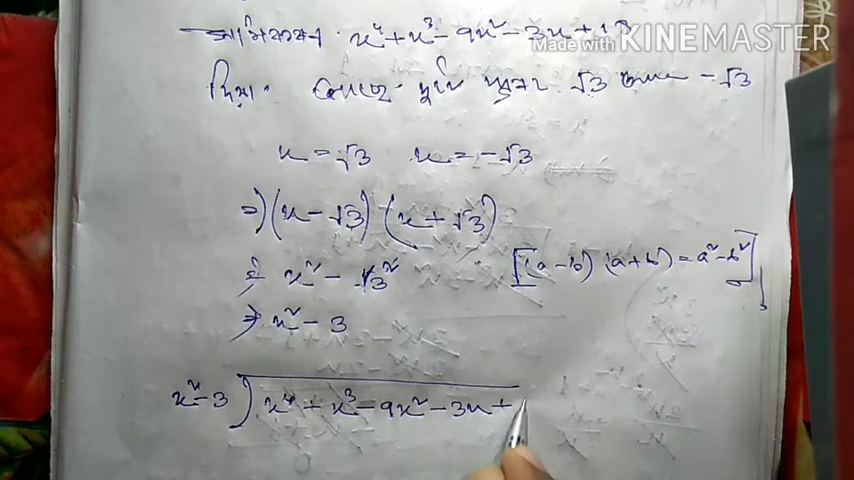 x⁴ + x³ - 9x² - 3x + 18
Made with KINEMASTER
দুটা √3 -√3
x = √3 x = -√3
⇒ (x - √3) (x + √3)
⇒ x² - √3² [(a - b) (a + b) = a² - b²]
⇒ x² - 3
x² - 3 ) x⁴ + x³ - 9x² - 3x +